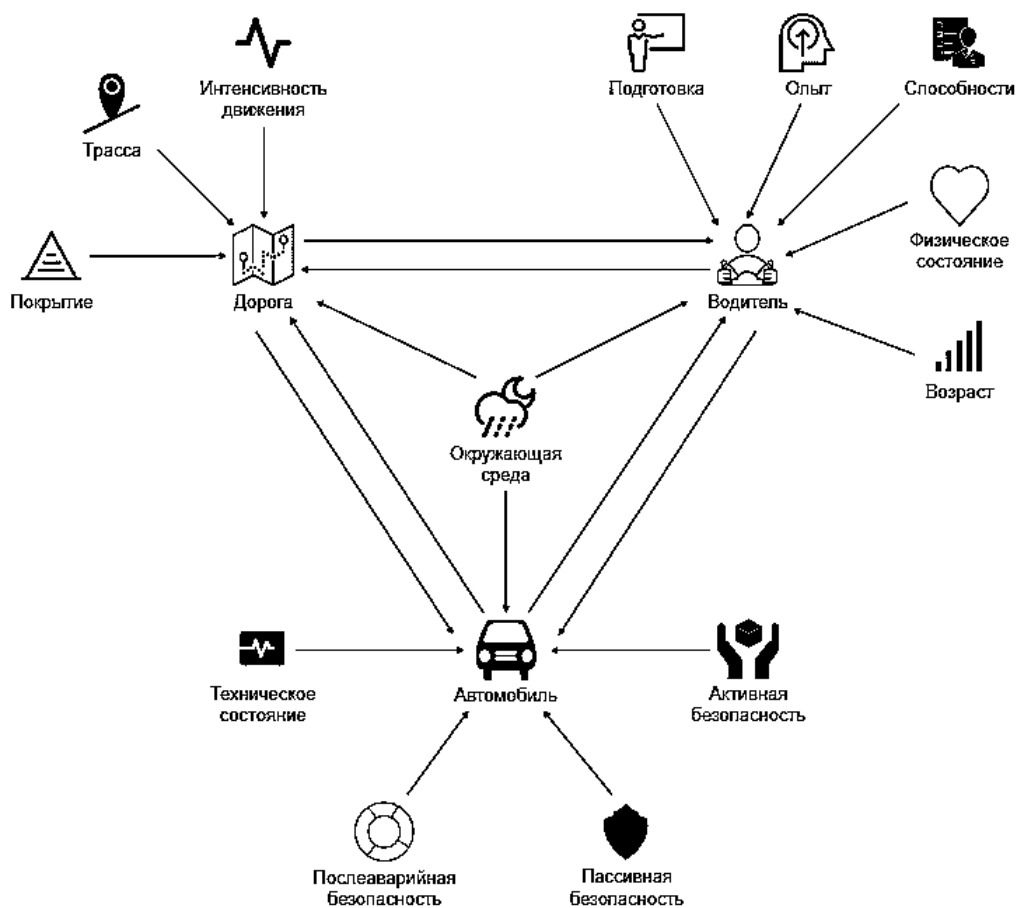 Интенсивность
движения
Подготовка
Опыт
Способности
Трасса
Физическое
состояние
Покрытие
Дорога
Водитель
Возраст
Окружающая
среда
Техническое
состояние
Автомобиль
Активная
безопасность
Послеаварийная
безопасность
Пассивная
безопасность